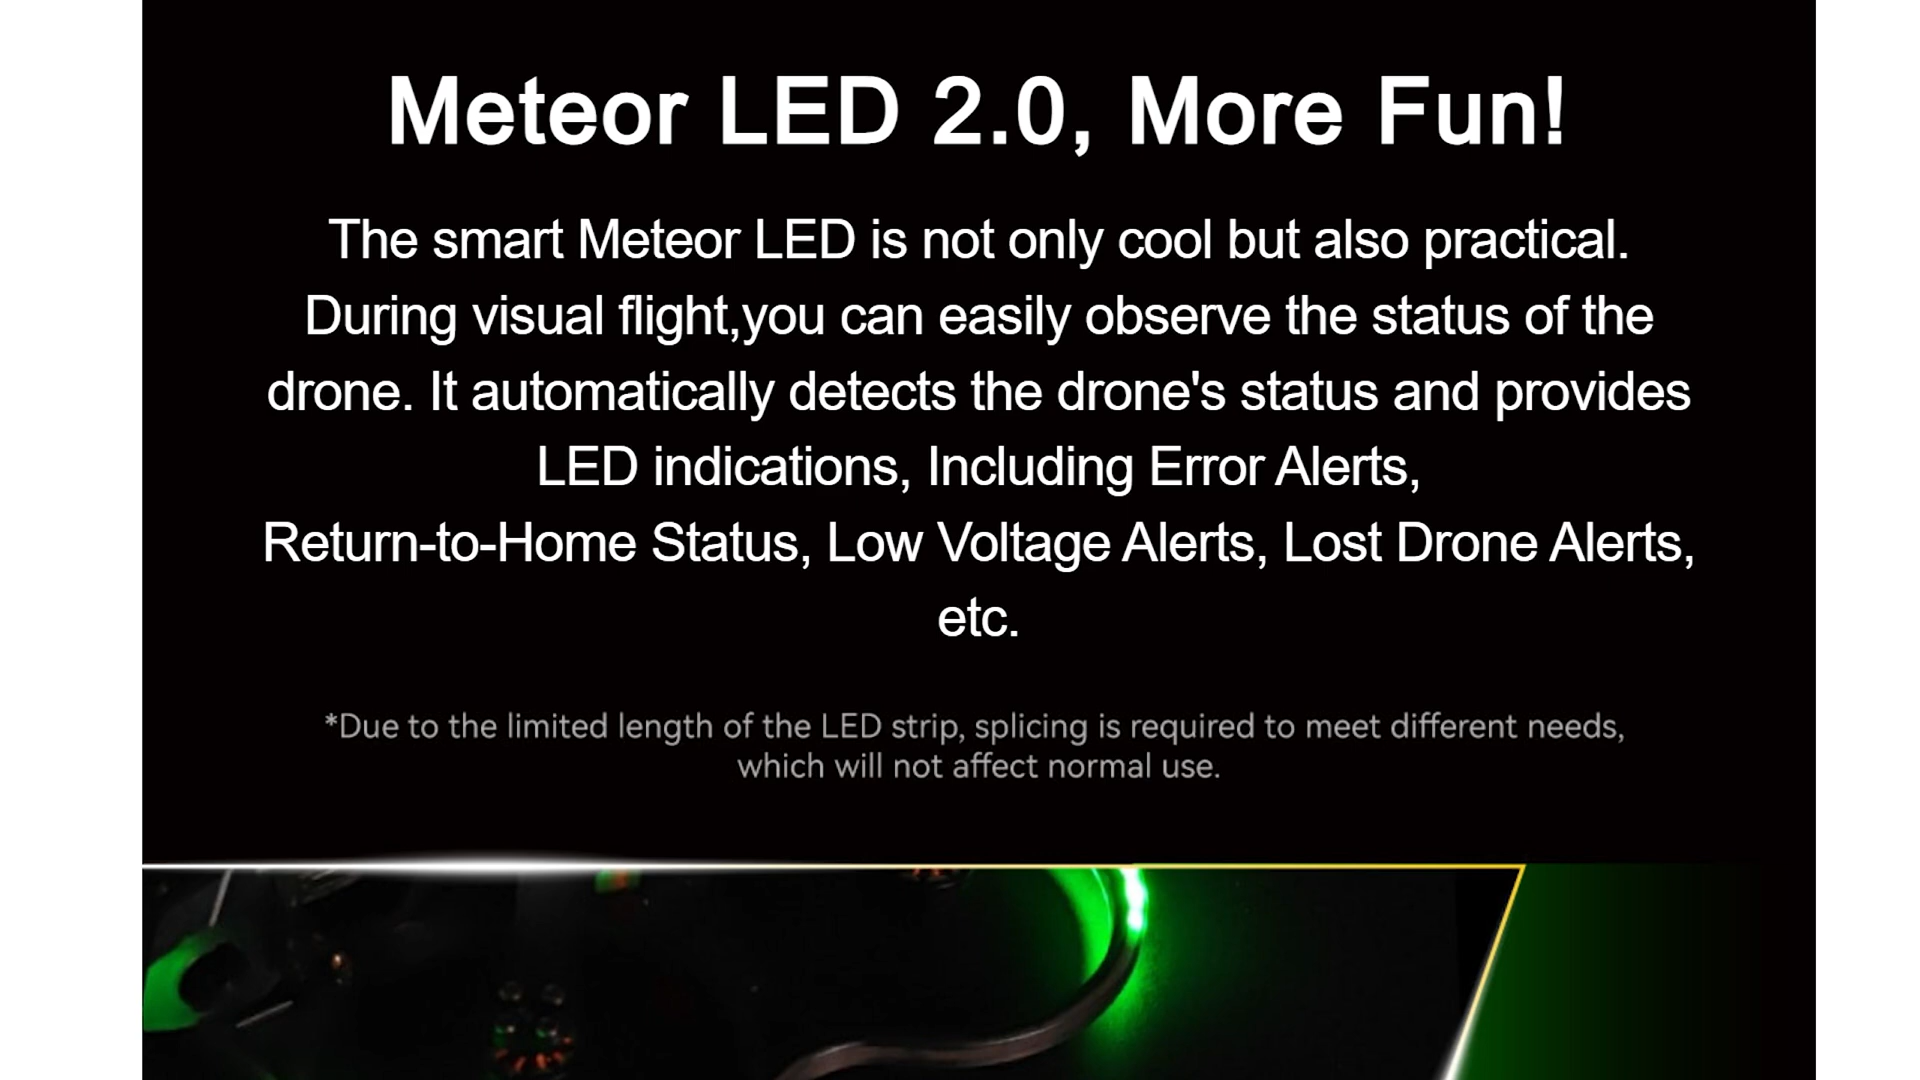 Meteor LED 2.0, More Fun!
The smart Meteor LED is not only cool but also practical.
During visual flight,you can easily observe the status of the
drone. It automatically detects the drone's status and provides
LED indications, Including Error Alerts,
Return-to-Home Status, Low Voltage Alerts, Lost Drone Alerts,
etc.
*Due to the limited length of the LED strip, splicing is required to meet different needs,
which will not affect normal use.